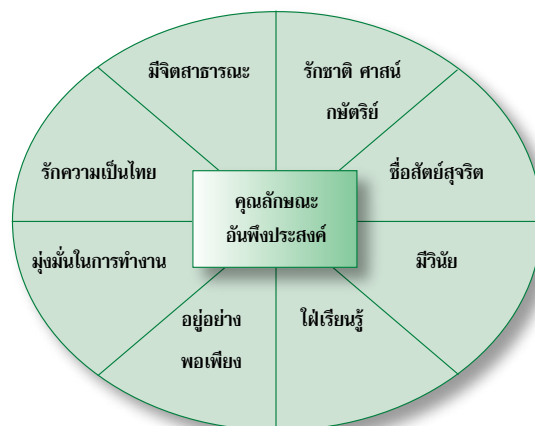 มีจิตสาธารณะ
รักชาติ ศาสน์
กษัตริย์
รักความเป็นไทย
ซื่อสัตย์สุจริต
คุณลักษณะ
อันพึงประสงค์
มุ่งมั่นในการทำงาน
มีวินัย
อยู่อย่าง
พอเพียง
ใฝ่เรียนรู้